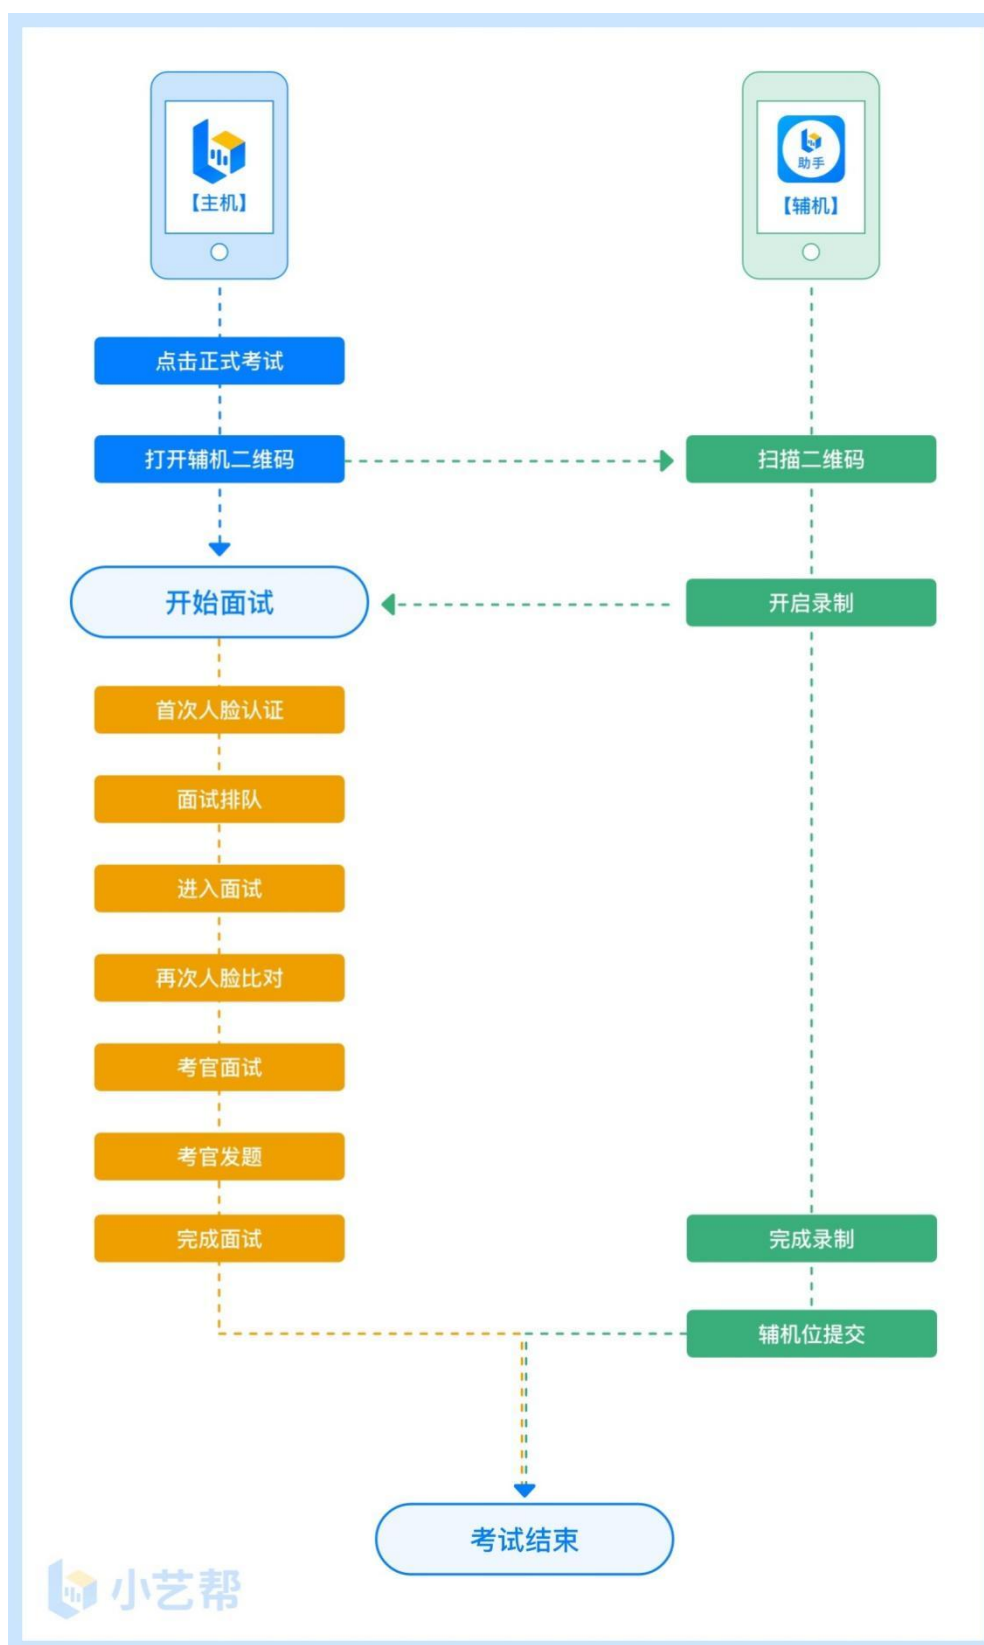 助手
【主机】
【辅机】
点击正式考试
打开辅机二维码
扫描二维码
开始面试
开启录制
首次人脸认证
面试排队
进入面试
再次人脸比对
考官面试
考官发题
完成面试
完成录制
辅机位提交
考试结束
小艺帮